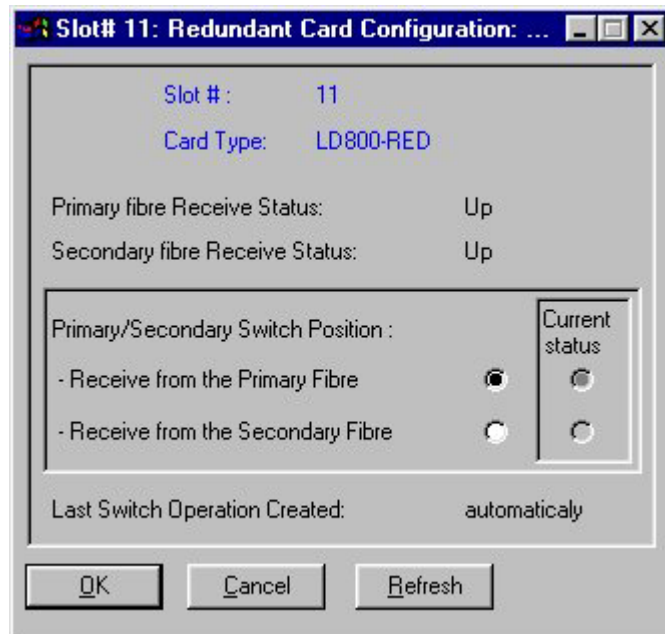 Slot# 11: Redundant Card Configuration: ...
Slot # : 11
Card Type: LD800-RED
Primary fibre Receive Status: Up
Secondary fibre Receive Status: Up
Primary/Secondary Switch Position :
Current
status
- Receive from the Primary Fibre
- Receive from the Secondary Fibre
Last Switch Operation Created: automaticaly
OK Cancel Refresh